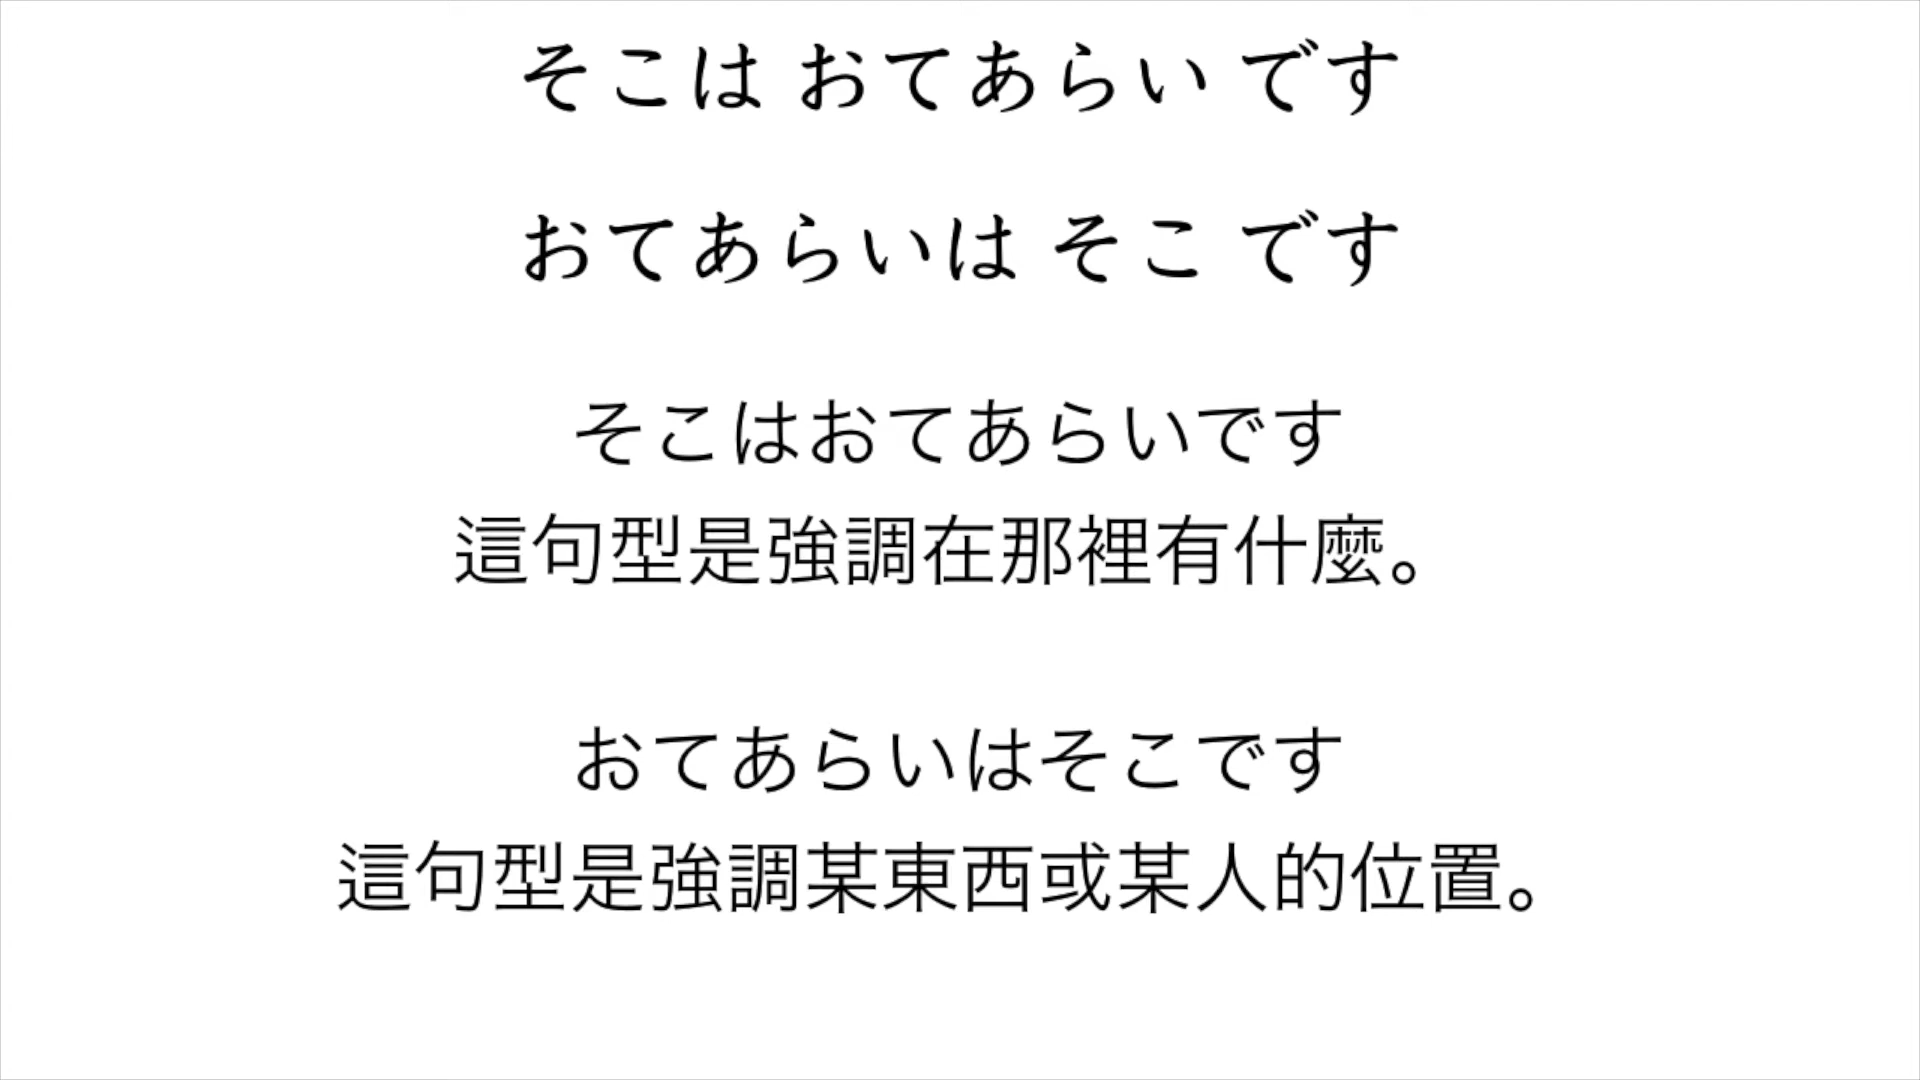 そこは おてあらい です
おてあらいは そこ です
そこはおてあらいです
這句型是強調在那裡有什麼。
おてあらいはそこです
這句型是強調某東西或某人的位置。